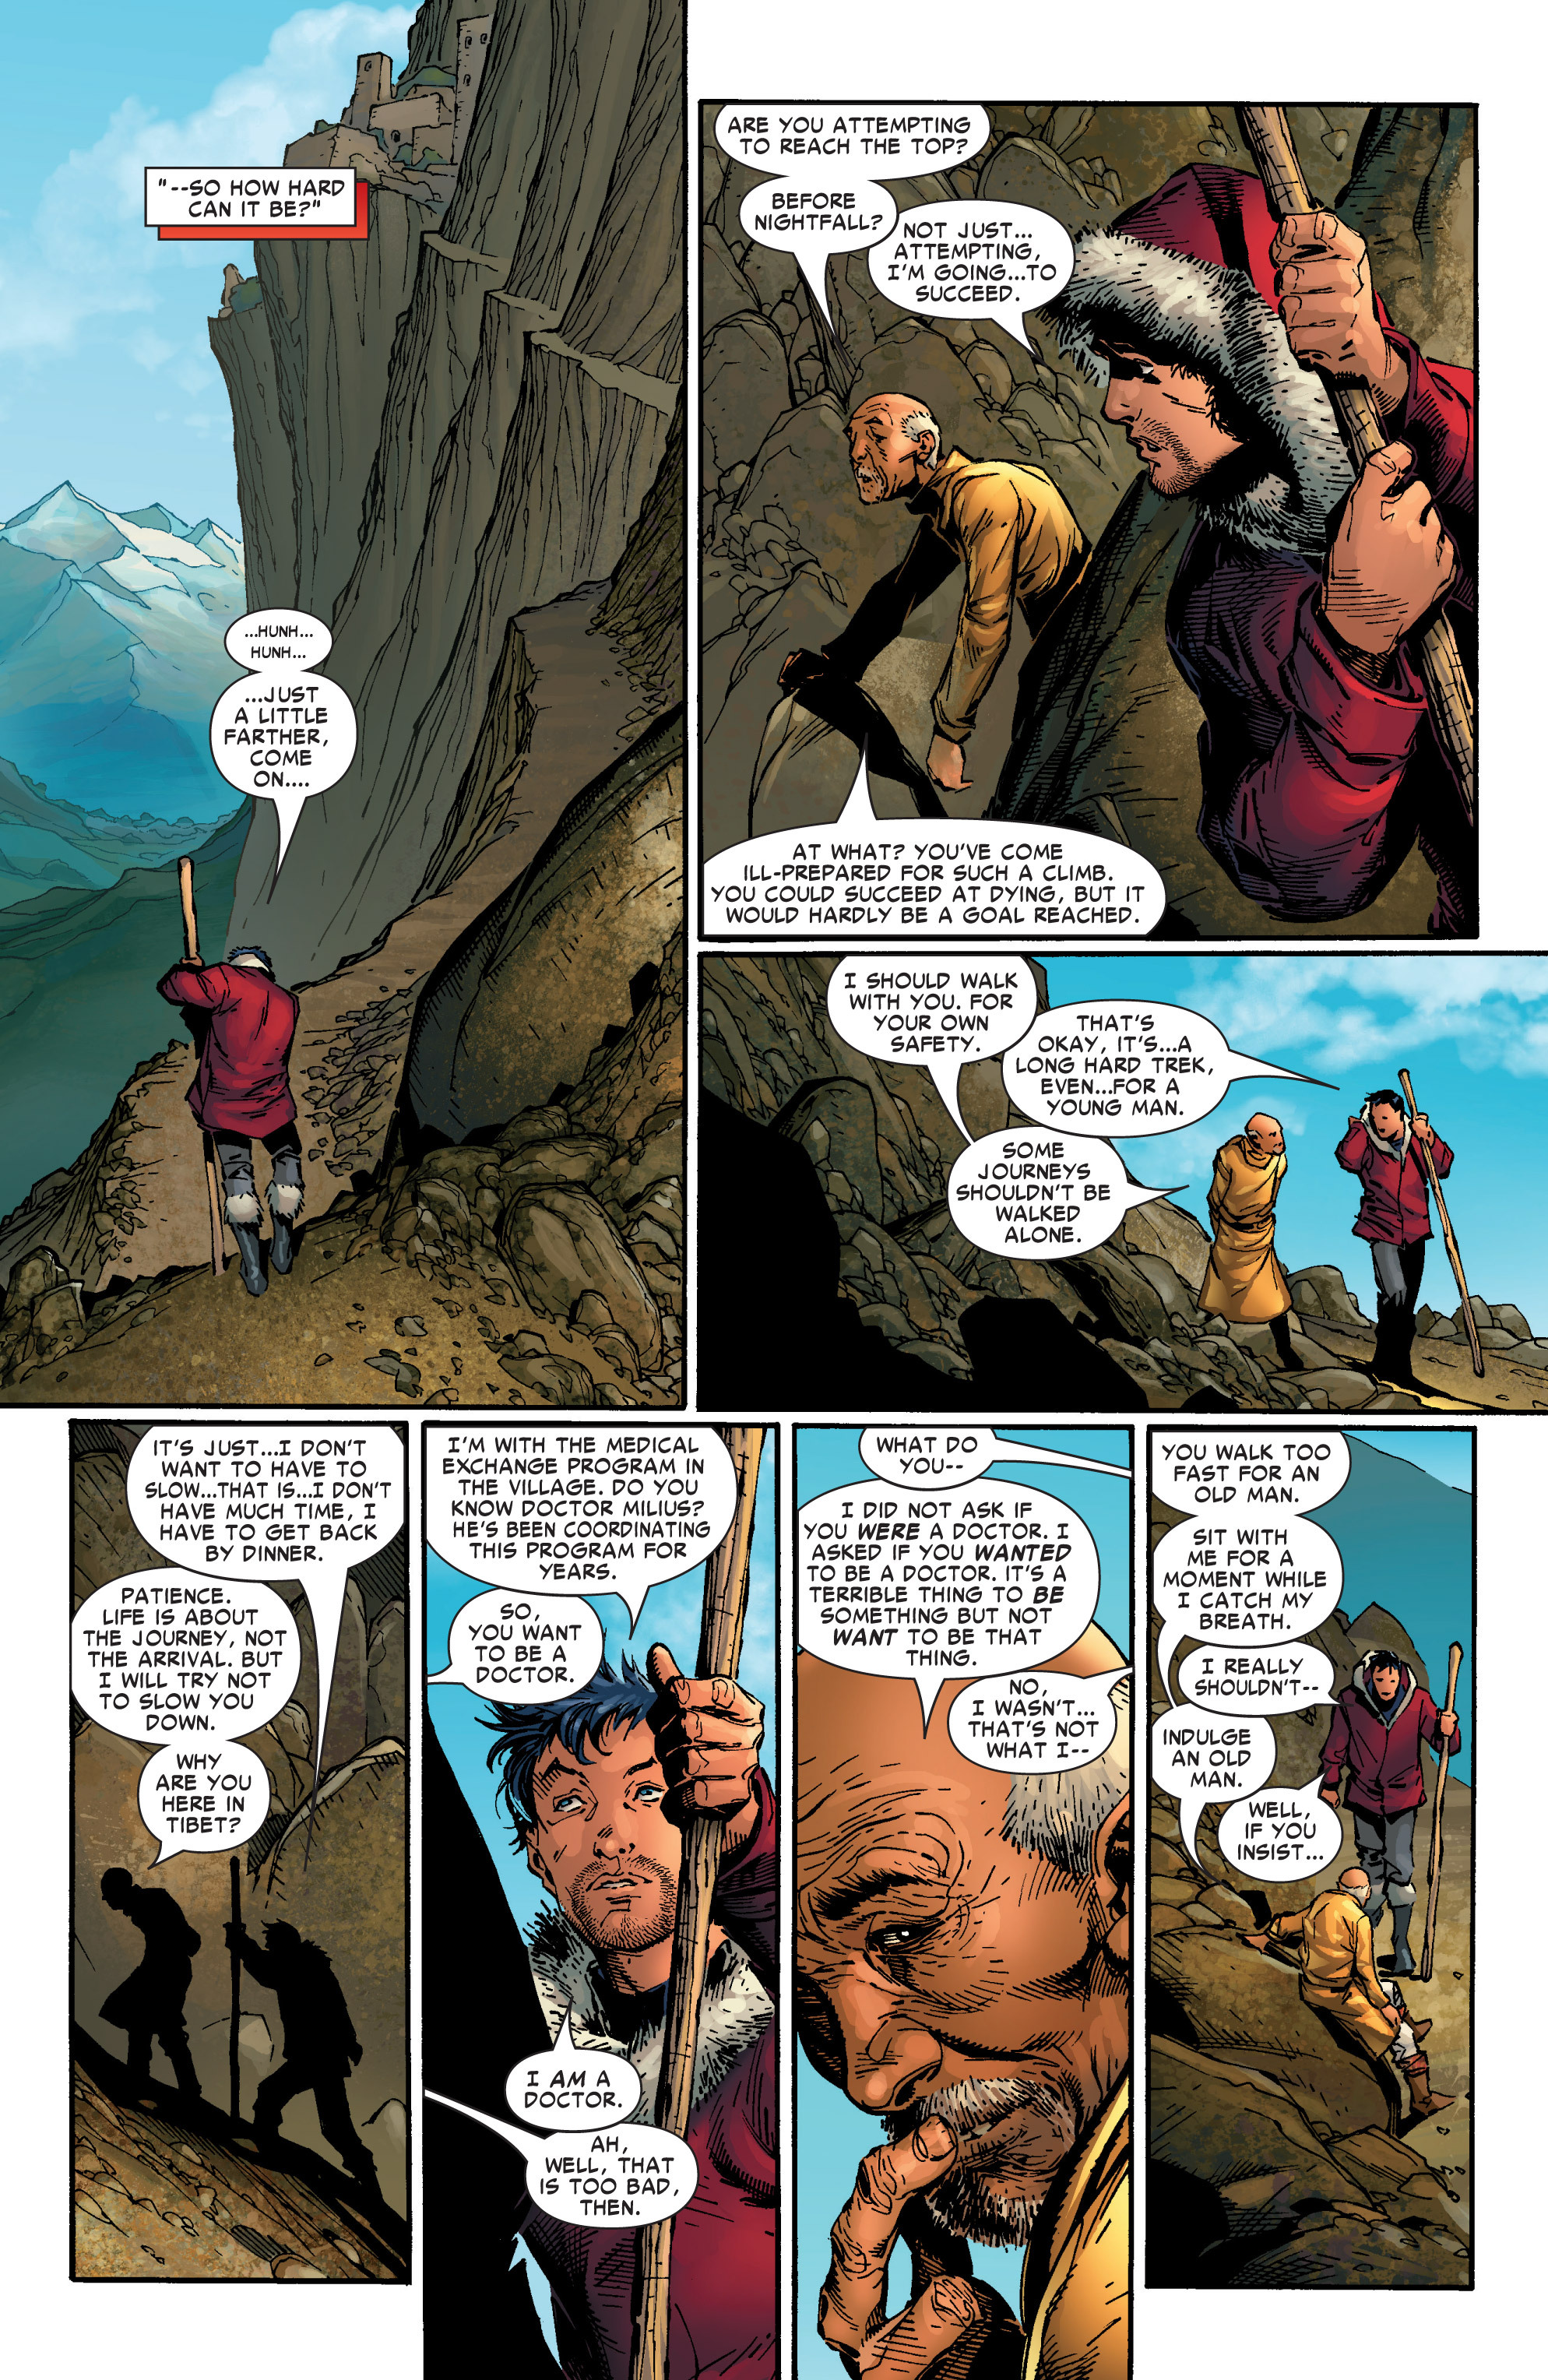 "--SO HOW HARD
CAN IT BE?"
...HUNH...
HUNH...
...JUST
A LITTLE
FARTHER,
COME
ON....
ARE YOU ATTEMPTING
TO REACH THE TOP?
BEFORE
NIGHTFALL?
NOT JUST...
ATTEMPTING,
I'M GOING...TO
SUCCEED.
AT WHAT? YOU'VE COME
ILL-PREPARED FOR SUCH A CLIMB.
YOU COULD SUCCEED AT DYING, BUT IT
WOULD HARDLY BE A GOAL REACHED.
I SHOULD WALK
WITH YOU. FOR
YOUR OWN
SAFETY.
THAT'S
OKAY, IT'S...A
LONG HARD TREK,
EVEN...FOR A
YOUNG MAN.
SOME
JOURNEYS
SHOULDN'T BE
WALKED
ALONE.
IT'S JUST...I DON'T
WANT TO HAVE TO
SLOW...THAT IS...I DON'T
HAVE MUCH TIME, I
HAVE TO GET BACK
BY DINNER.
PATIENCE.
LIFE IS ABOUT
THE JOURNEY, NOT
THE ARRIVAL. BUT
I WILL TRY NOT
TO SLOW YOU
DOWN.
WHY
ARE YOU
HERE IN
TIBET?
I'M WITH THE MEDICAL
EXCHANGE PROGRAM IN
THE VILLAGE. DO YOU
KNOW DOCTOR MILIUS?
HE'S BEEN COORDINATING
THIS PROGRAM FOR
YEARS.
SO,
YOU WANT
TO BE A
DOCTOR.
I AM A
DOCTOR.
AH,
WELL, THAT
IS TOO BAD,
THEN.
WHAT DO
YOU--
I DID NOT ASK IF
YOU WERE A DOCTOR. I
ASKED IF YOU WANTED
TO BE A DOCTOR. IT'S A
TERRIBLE THING TO BE
SOMETHING BUT NOT
WANT TO BE THAT
THING.
NO,
I WASN'T...
THAT'S NOT
WHAT I--
YOU WALK TOO
FAST FOR AN
OLD MAN.
SIT WITH
ME FOR A
MOMENT WHILE
I CATCH MY
BREATH.
I REALLY
SHOULDN'T--
INDULGE
AN OLD
MAN.
WELL,
IF YOU
INSIST...